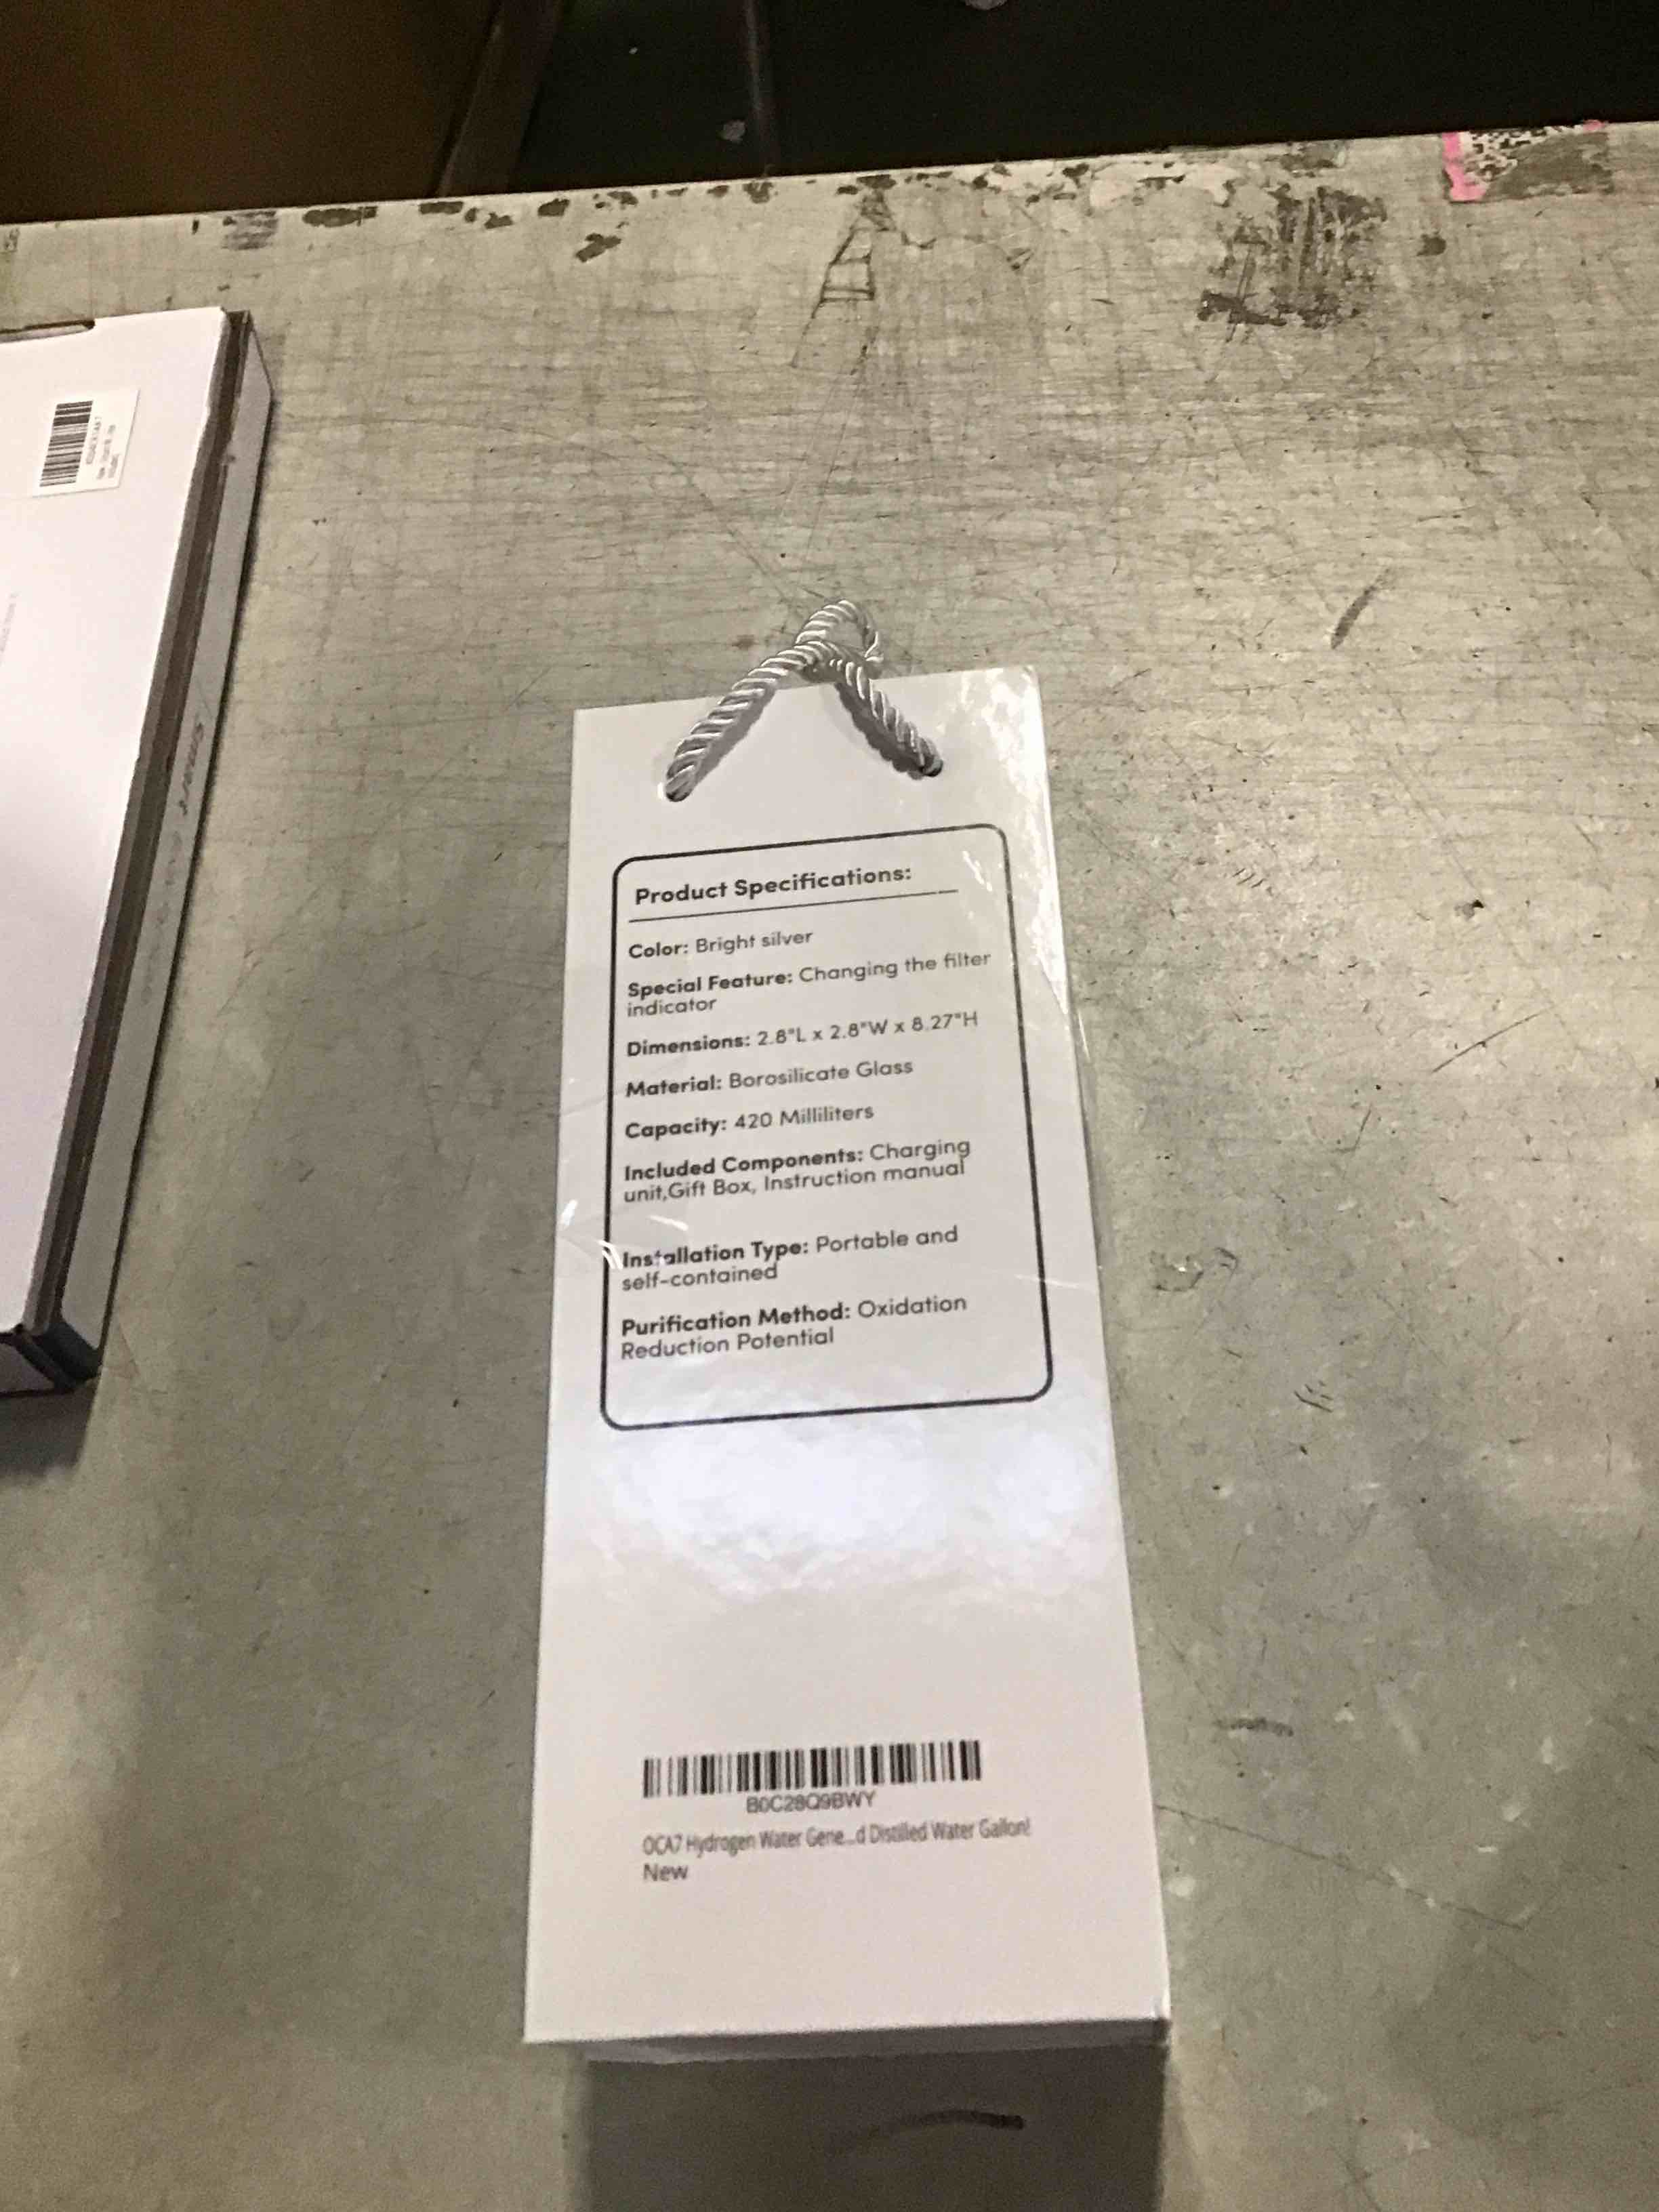 Product Specifications:
Color: Bright silver
Special Feature: Changing the filter
indicator
Dimensions: 2.8"L x 2.8"W x 8.27"H
Material: Borosilicate Glass
Capacity: 420 Milliliters
Included Components: Charging
unit,Gift Box, Instruction manual
Installation Type: Portable and
self-contained
Purification Method: Oxidation
Reduction Potential
B0C28Q9BWY
OCA7 Hydrogen Water Gene...d Distilled Water Gallon!
New